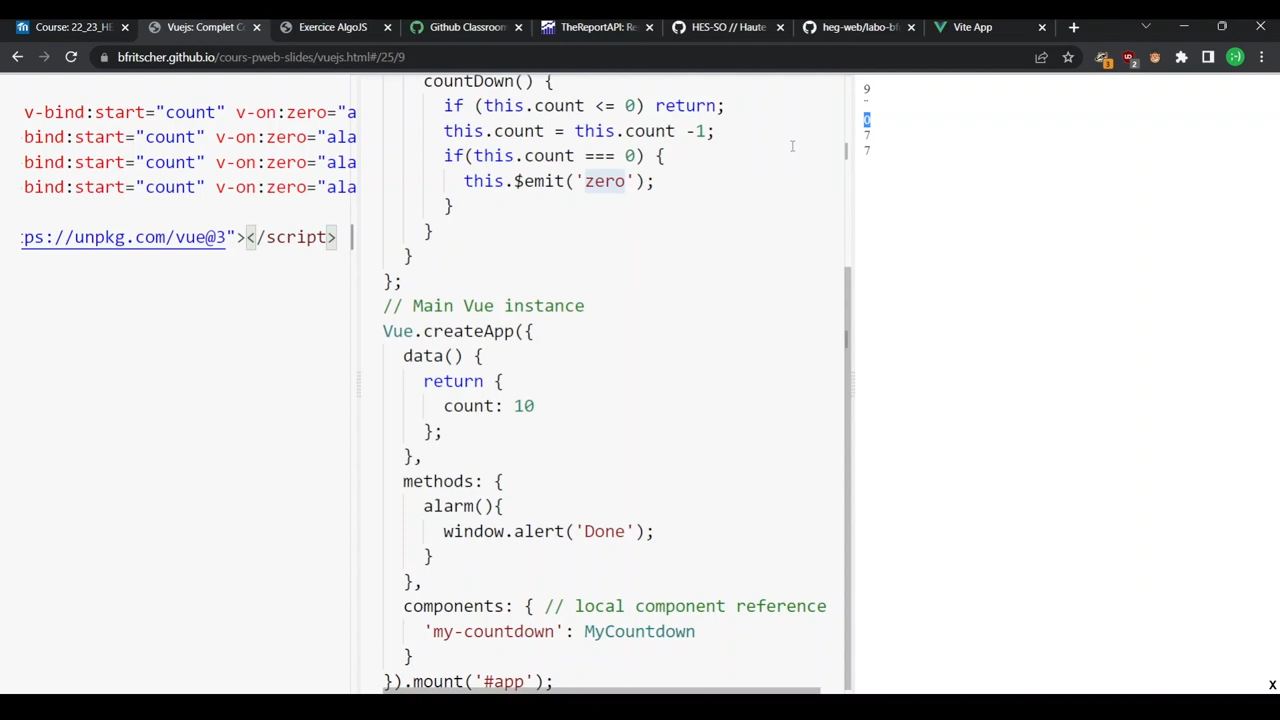 Course: 22_23_HE
Vuejs: Complet C
Exercice AlgoJS
Github Classroom
TheReportAPI: Re
HES-SO // Haute
heg-web/labo-bf
Vite App
bfritscher.github.io/cours-pweb-slides/vuejs.html#/25/9
3
2
:-)
v-bind:start="count" v-on:zero="a
bind:start="count" v-on:zero="ala
bind:start="count" v-on:zero="ala
bind:start="count" v-on:zero="ala
ps://unpkg.com/vue@3"></script>
countDown() {
if (this.count <= 0) return;
this.count = this.count -1;
if(this.count === 0) {
this.$emit('zero');
}
}
}
};
// Main Vue instance
Vue.createApp({
data() {
return {
count: 10
};
},
methods: {
alarm(){
window.alert('Done');
}
},
components: { // local component reference
'my-countdown': MyCountdown
}
}).mount('#app');
9
0
7
7
x